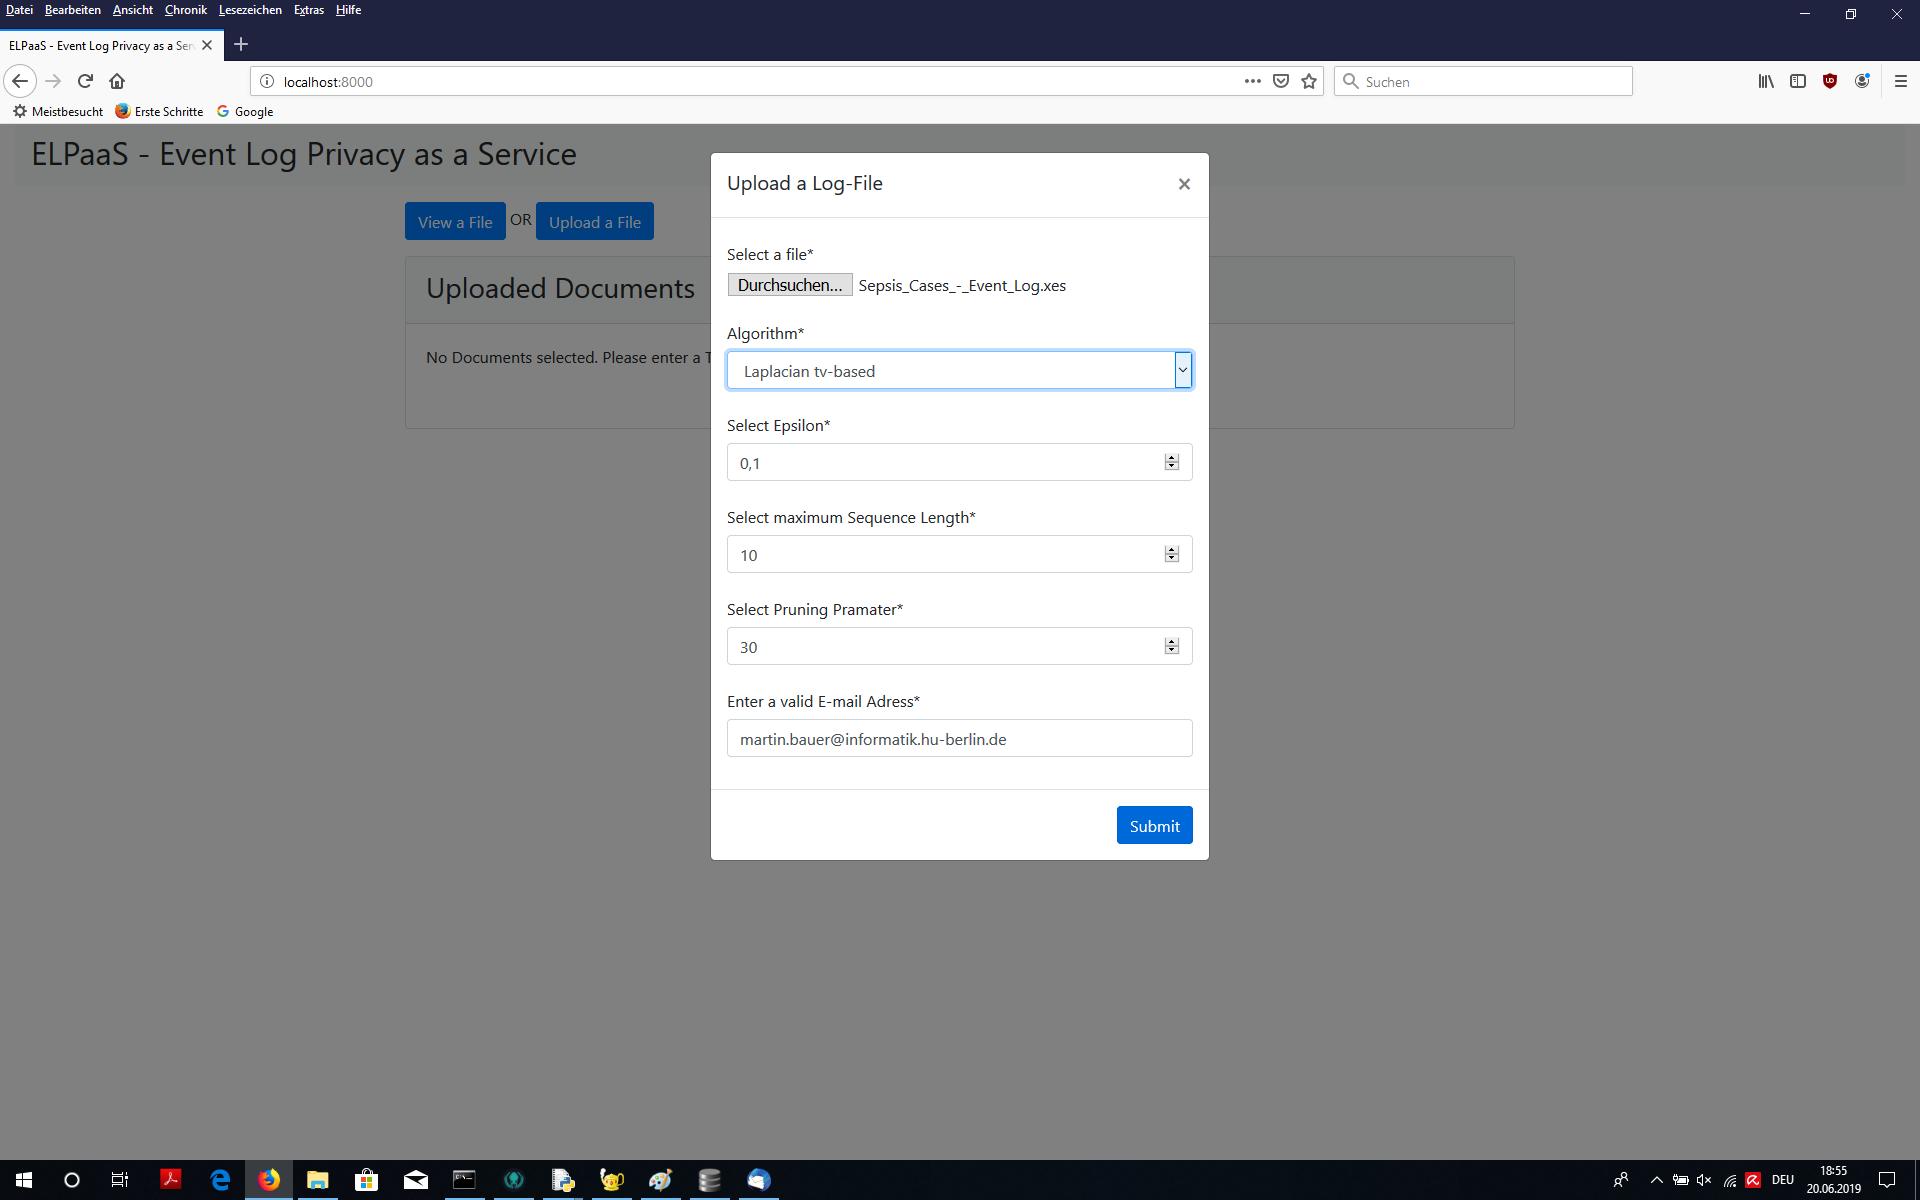 Datei Bearbeiten Ansicht Chronik Lesezeichen Extras Hilfe
ELPaaS - Event Log Privacy as a Ser
localhost:8000
Suchen
Meistbesucht Erste Schritte Google
ELPaaS - Event Log Privacy as a Service
View a File OR Upload a File
Uploaded Documents
No Documents selected. Please enter a T
Upload a Log-File
Select a file*
Durchsuchen... Sepsis_Cases_-_Event_Log.xes
Algorithm*
Laplacian tv-based
Select Epsilon*
0,1
Select maximum Sequence Length*
10
Select Pruning Pramater*
30
Enter a valid E-mail Adress*
martin.bauer@informatik.hu-berlin.de
Submit
DEU
18:55
20.06.2019